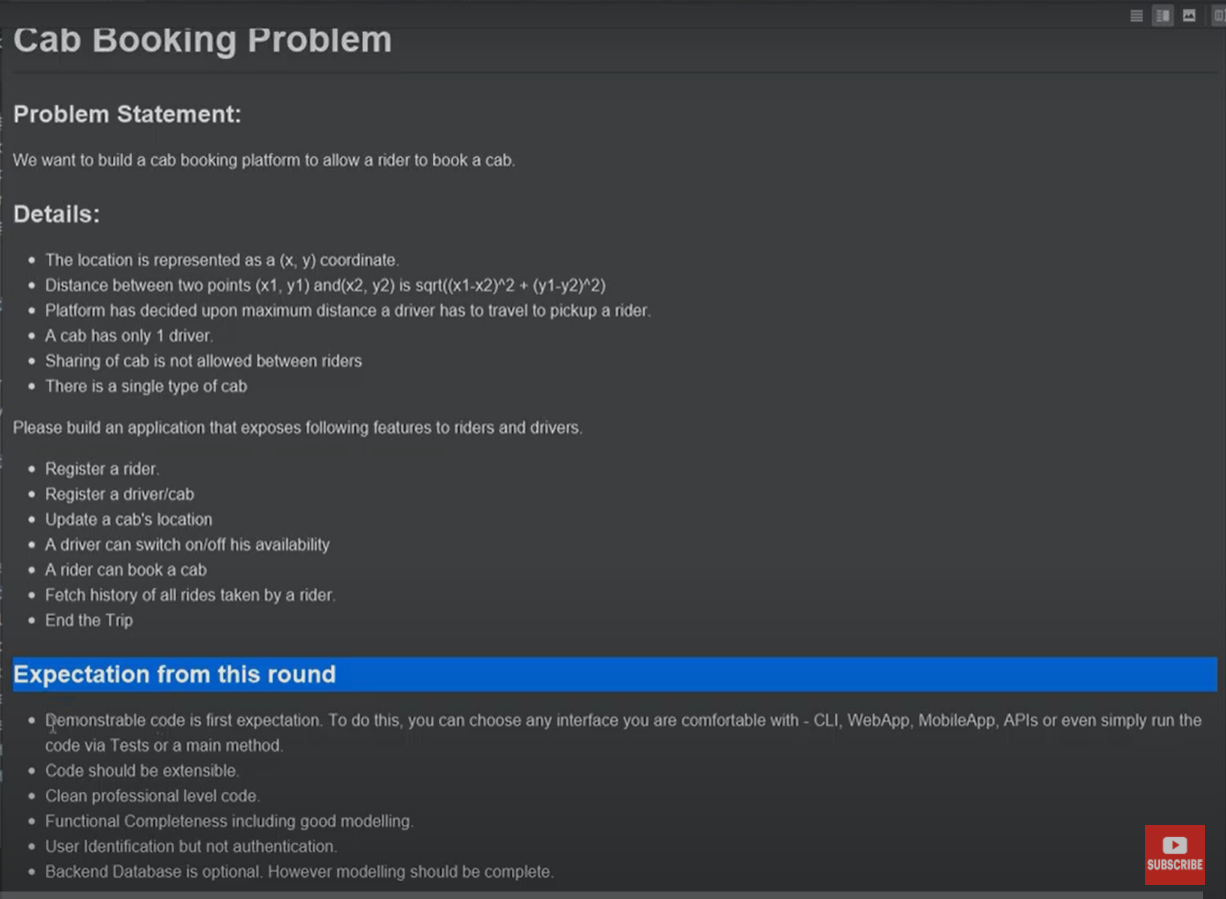 Cab Booking Problem
Problem Statement:
We want to build a cab booking platform to allow a rider to book a cab.
Details:
• The location is represented as a (x, y) coordinate.
• Distance between two points (x1, y1) and(x2, y2) is sqrt((x1-x2)^2 + (y1-y2)^2)
• Platform has decided upon maximum distance a driver has to travel to pickup a rider.
• A cab has only 1 driver.
• Sharing of cab is not allowed between riders
• There is a single type of cab
Please build an application that exposes following features to riders and drivers.
• Register a rider.
• Register a driver/cab
• Update a cab's location
• A driver can switch on/off his availability
• A rider can book a cab
• Fetch history of all rides taken by a rider.
• End the Trip
Expectation from this round
• Demonstrable code is first expectation. To do this, you can choose any interface you are comfortable with - CLI, WebApp, MobileApp, APIs or even simply run the
code via Tests or a main method.
• Code should be extensible.
• Clean professional level code.
• Functional Completeness including good modelling.
• User Identification but not authentication.
• Backend Database is optional. However modelling should be complete.
SUBSCRIBE